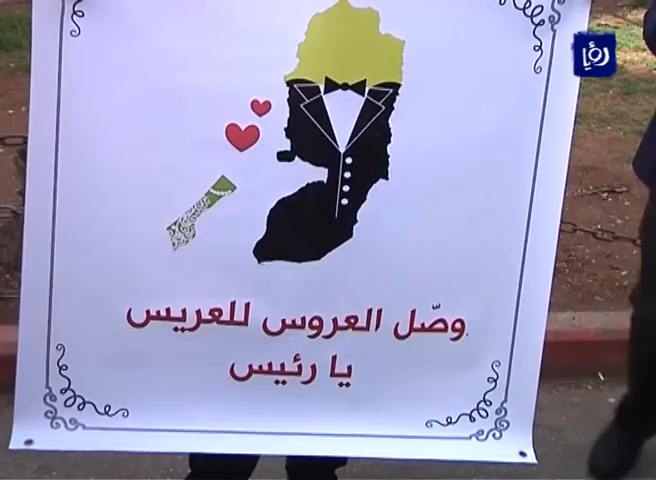 رؤيا
وصّل العروس للعريس
يا رئيس